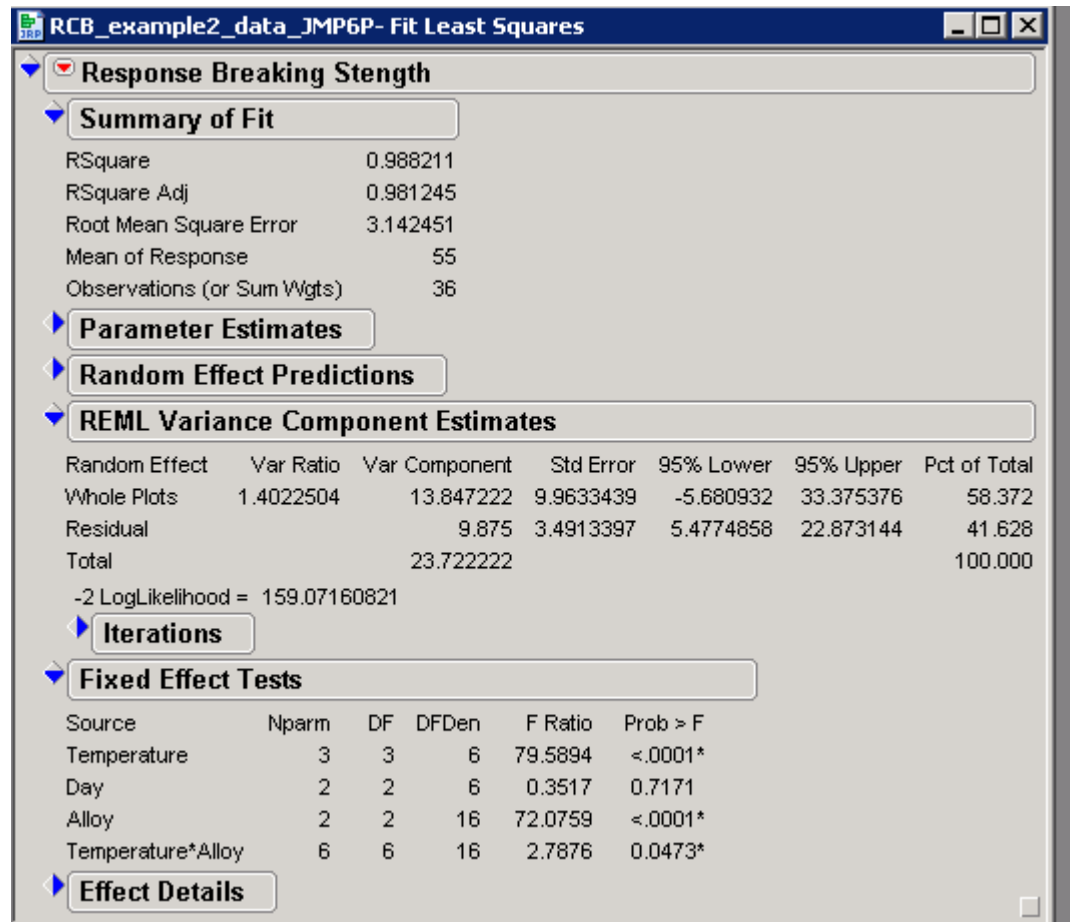 RCB_example2_data_JMP6P- Fit Least Squares
Response Breaking Stength
Summary of Fit
RSquare 0.988211
RSquare Adj 0.981245
Root Mean Square Error 3.142451
Mean of Response 55
Observations (or Sum Wgts) 36
Parameter Estimates
Random Effect Predictions
REML Variance Component Estimates
Random Effect Var Ratio Var Component Std Error 95% Lower 95% Upper Pct of Total
Whole Plots 1.4022504 13.847222 9.9633439 -5.680932 33.375376 58.372
Residual 9.875 3.4913397 5.4774858 22.873144 41.628
Total 23.722222 100.000
-2 LogLikelihood = 159.07160821
Iterations
Fixed Effect Tests
Source Nparm DF DFDen F Ratio Prob > F
Temperature 3 3 6 79.5894 <.0001*
Day 2 2 6 0.3517 0.7171
Alloy 2 2 16 72.0759 <.0001*
Temperature*Alloy 6 6 16 2.7876 0.0473*
Effect Details